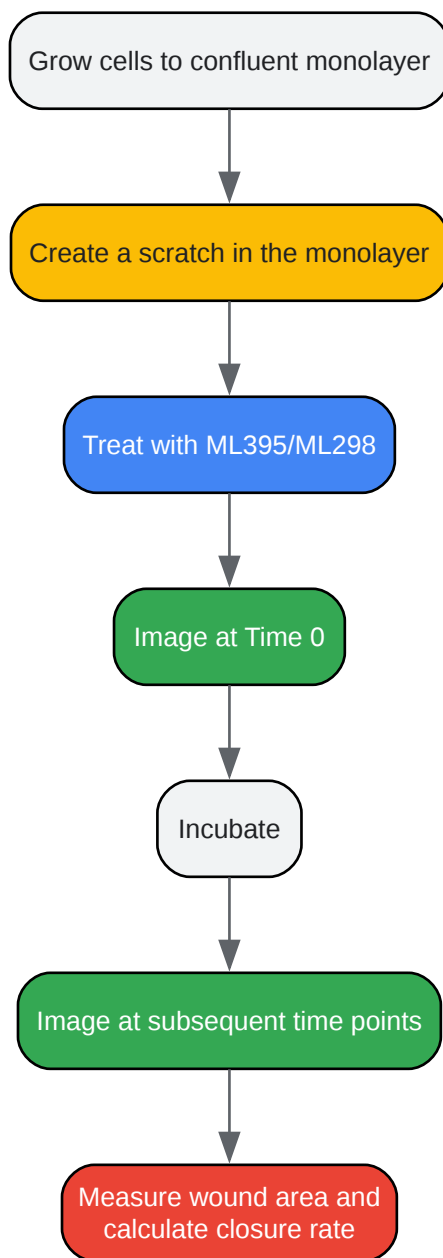 Grow cells to confluent monolayer
Create a scratch in the monolayer
Treat with ML395/ML298
Image at Time 0
Incubate
Image at subsequent time points
Measure wound area and
calculate closure rate